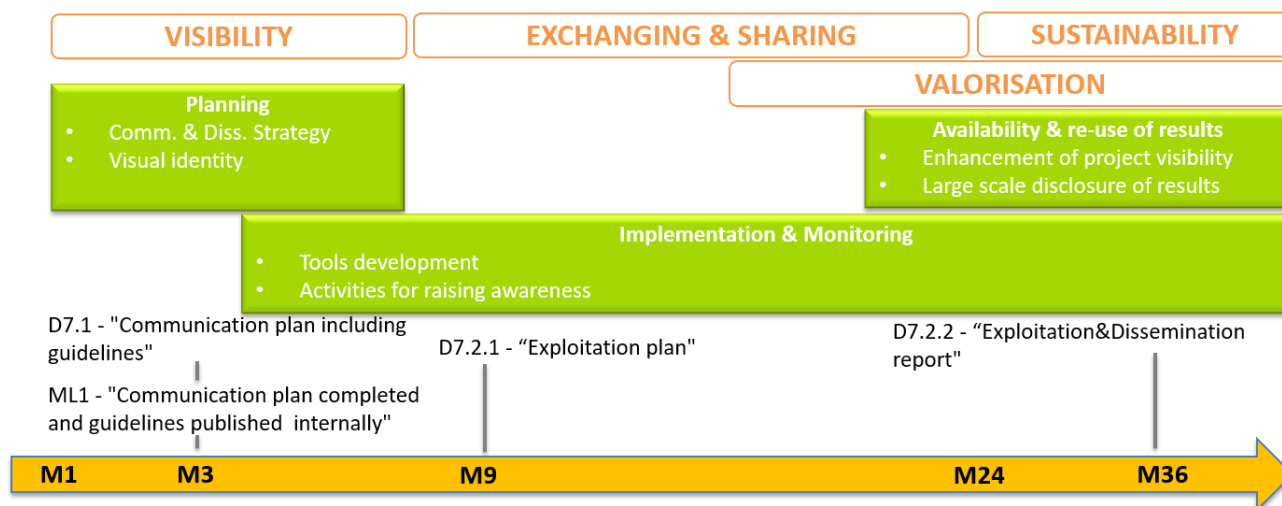 VISIBILITY
EXCHANGING & SHARING
SUSTAINABILITY
VALORISATION
Planning
• Comm. & Diss. Strategy
• Visual identity
Availability & re-use of results
• Enhancement of project visibility
• Large scale disclosure of results
Implementation & Monitoring
• Tools development
• Activities for raising awareness
D7.1 - "Communication plan including
guidelines"
ML1 - "Communication plan completed
and guidelines published  internally"
D7.2.1 - “Exploitation plan"
D7.2.2 - “Exploitation&Dissemination
report"
M1
M3
M9
M24
M36